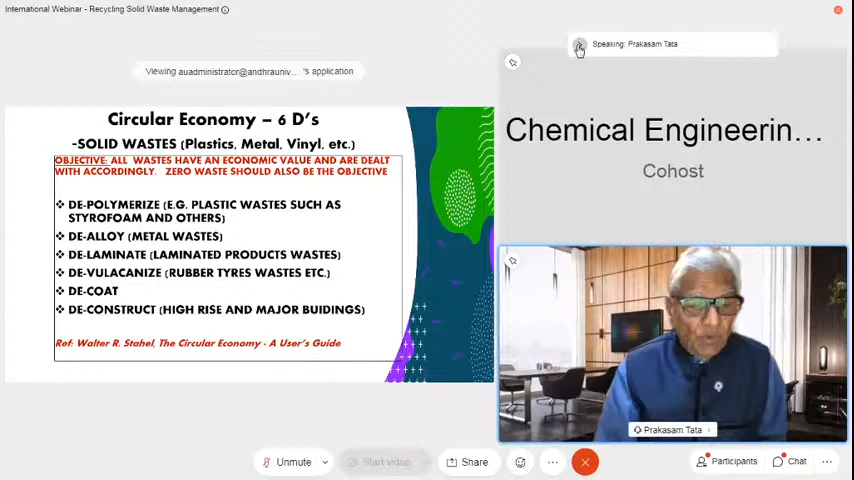 International Webinar - Recycling Solid Waste Management
Speaking: Prakasam Tata
Viewing auadministrator@andhrauniv... 's application
Circular Economy – 6 D's
-SOLID WASTES (Plastics, Metal, Vinyl, etc.)
OBJECTIVE: ALL WASTES HAVE AN ECONOMIC VALUE AND ARE DEALT
WITH ACCORDINGLY. ZERO WASTE SHOULD ALSO BE THE OBJECTIVE
❖ DE-POLYMERIZE (E.G. PLASTIC WASTES SUCH AS
STYROFOAM AND OTHERS)
❖ DE-ALLOY (METAL WASTES)
❖ DE-LAMINATE (LAMINATED PRODUCTS WASTES)
❖ DE-VULACANIZE (RUBBER TYRES WASTES ETC.)
❖ DE-COAT
❖ DE-CONSTRUCT (HIGH RISE AND MAJOR BUIDINGS)
Ref: Walter R. Stahel, The Circular Economy - A User's Guide
Chemical Engineerin...
Cohost
Prakasam Tata
Unmute
Start video
Share
Participants
Chat